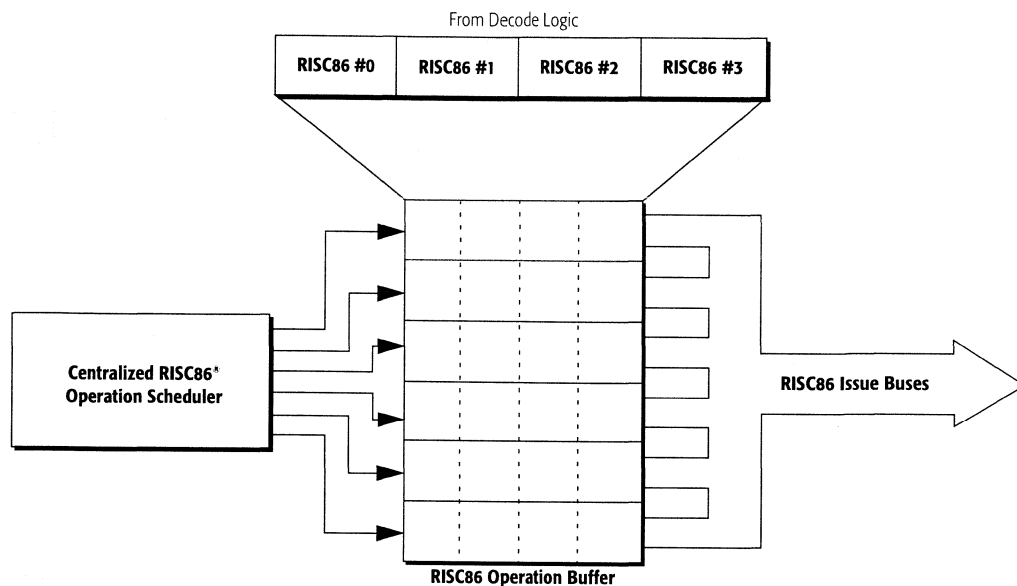 From Decode Logic
RISC86 #0 RISC86 #1 RISC86 #2 RISC86 #3
Centralized RISC86®
Operation Scheduler
RISC86 Issue Buses
RISC86 Operation Buffer